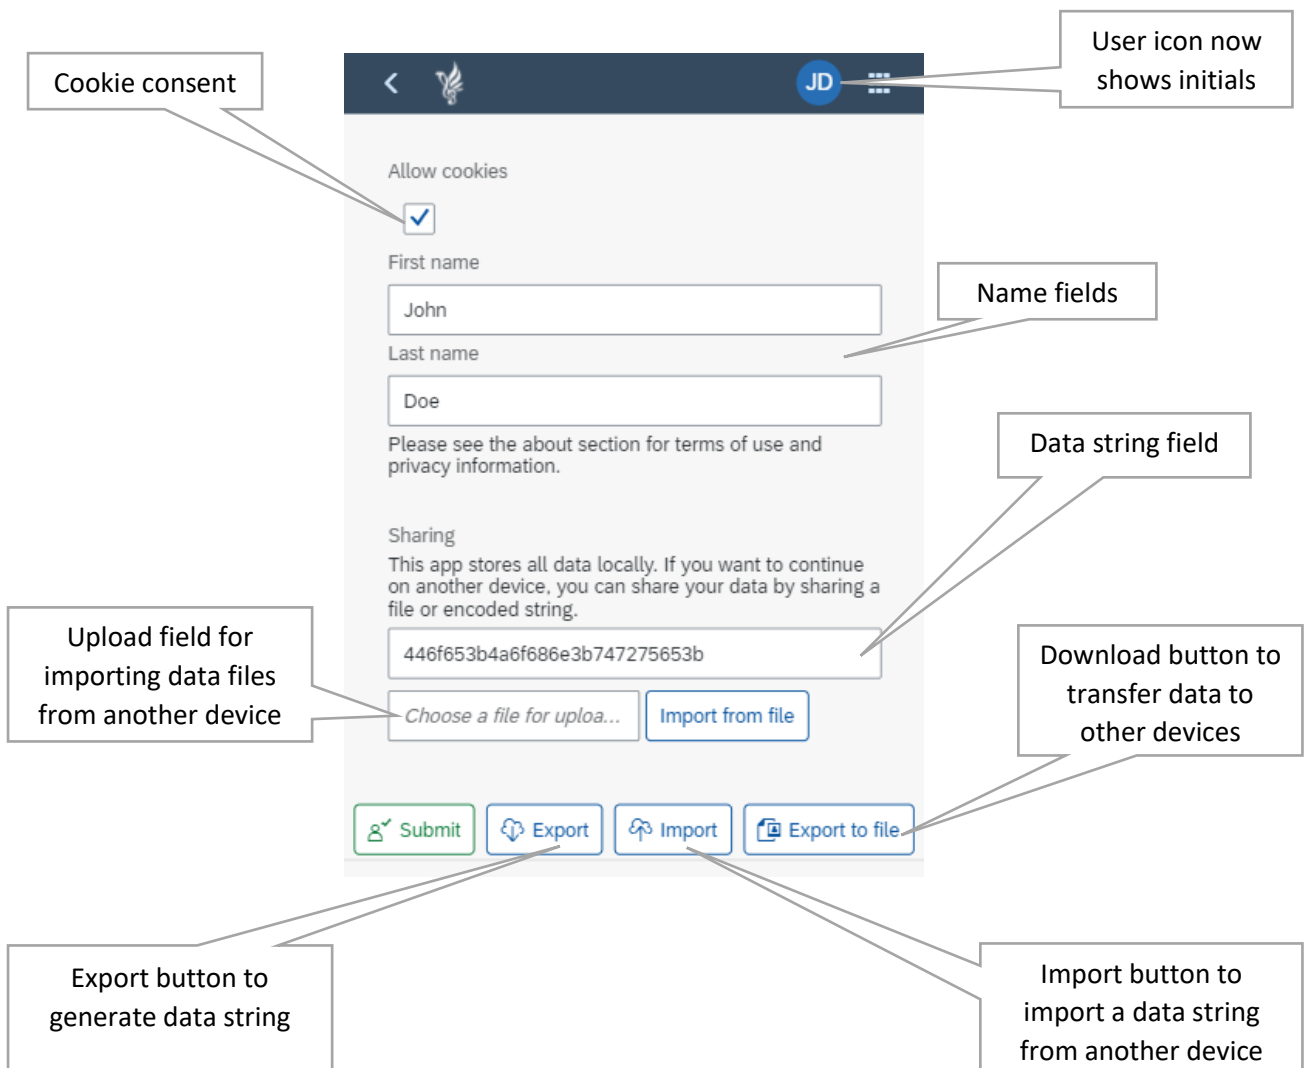 User icon now
shows initials
Cookie consent
JD
Allow cookies
First name
John
Name fields
Last name
Doe
Please see the about section for terms of use and
privacy information.
Data string field
Sharing
This app stores all data locally. If you want to continue
on another device, you can share your data by sharing a
file or encoded string.
446f653b4a6f686e3b747275653b
Upload field for
importing data files
from another device
Choose a file for uploa...
Import from file
Download button to
transfer data to
other devices
Submit
Export
Import
Export to file
Export button to
generate data string
Import button to
import a data string
from another device